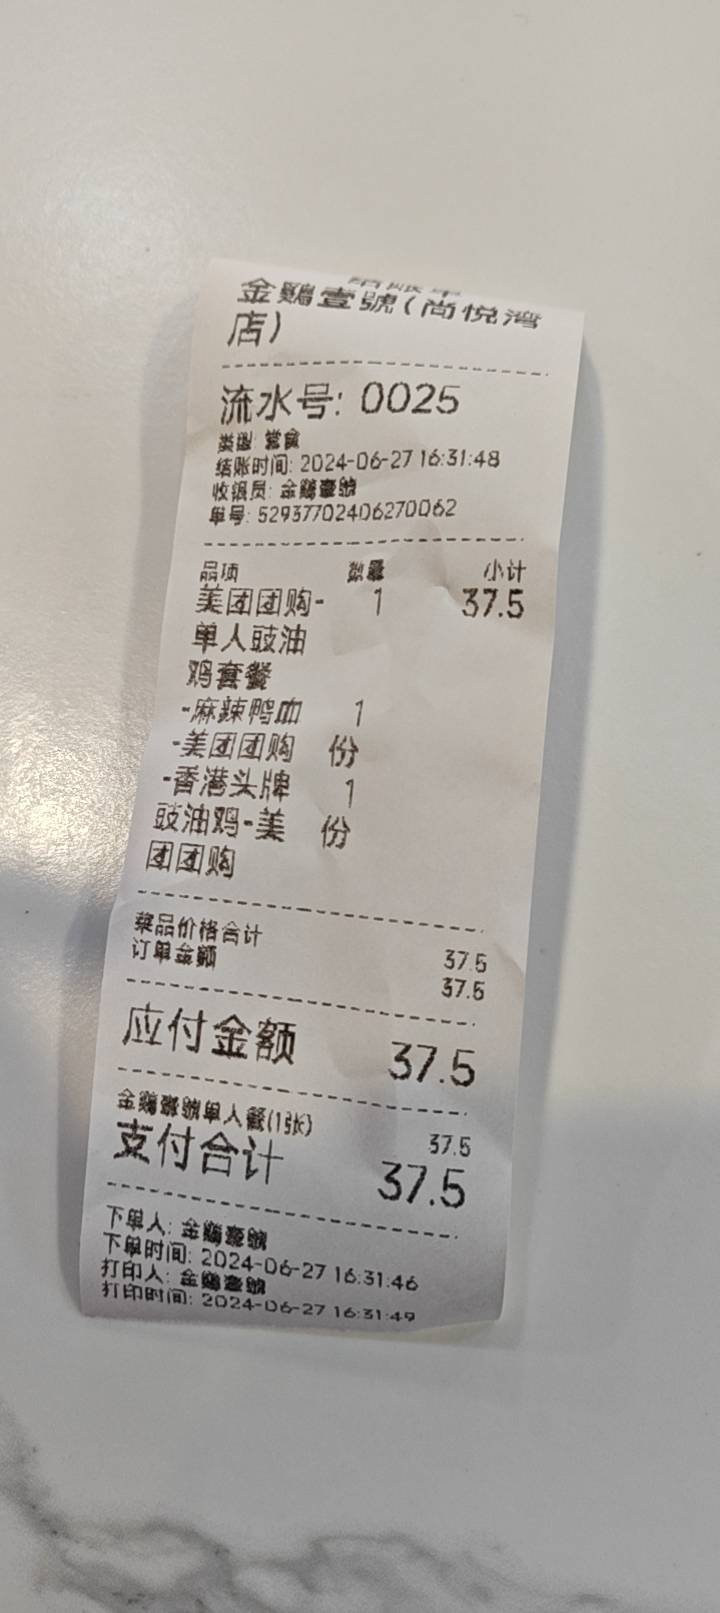 结账单
金鷄壹號(尚悦湾
店)
流水号: 0025
类型: 堂食
结账时间: 2024-06-27 16:31:48
收银员: 金鷄壹號
单号: 52937702406270062
品项 数量 小计
美团团购- 1 37.5
单人豉油
鸡套餐
-麻辣鸭血 1
-美团团购 份
-香港头牌 1
豉油鸡-美 份
团团购
菜品价格合计 37.5
订单金额 37.5
应付金额 37.5
金鷄壹號单人餐(1张) 37.5
支付合计 37.5
下单人: 金鷄壹號
下单时间: 2024-06-27 16:31:46
打印人: 金鷄壹號
打印时间: 2024-06-27 16:31:49